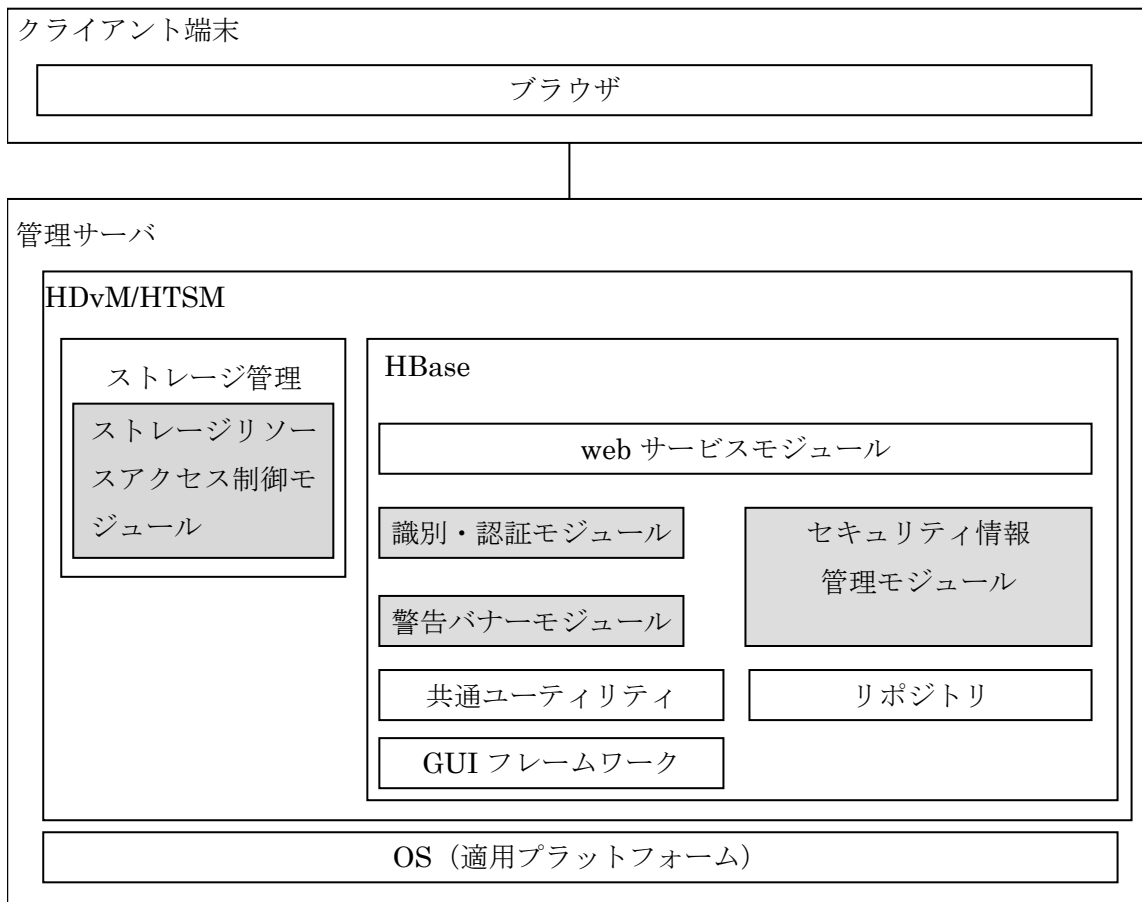 クライアント端末
ブラウザ
管理サーバ
HDvM/HTSM
ストレージ管理
ストレージリソー
スアクセス制御モ
ジュール
HBase
web サービスモジュール
識別・認証モジュール
セキュリティ情報
管理モジュール
警告バナーモジュール
共通ユーティリティ
リポジトリ
GUI フレームワーク
OS（適用プラットフォーム）